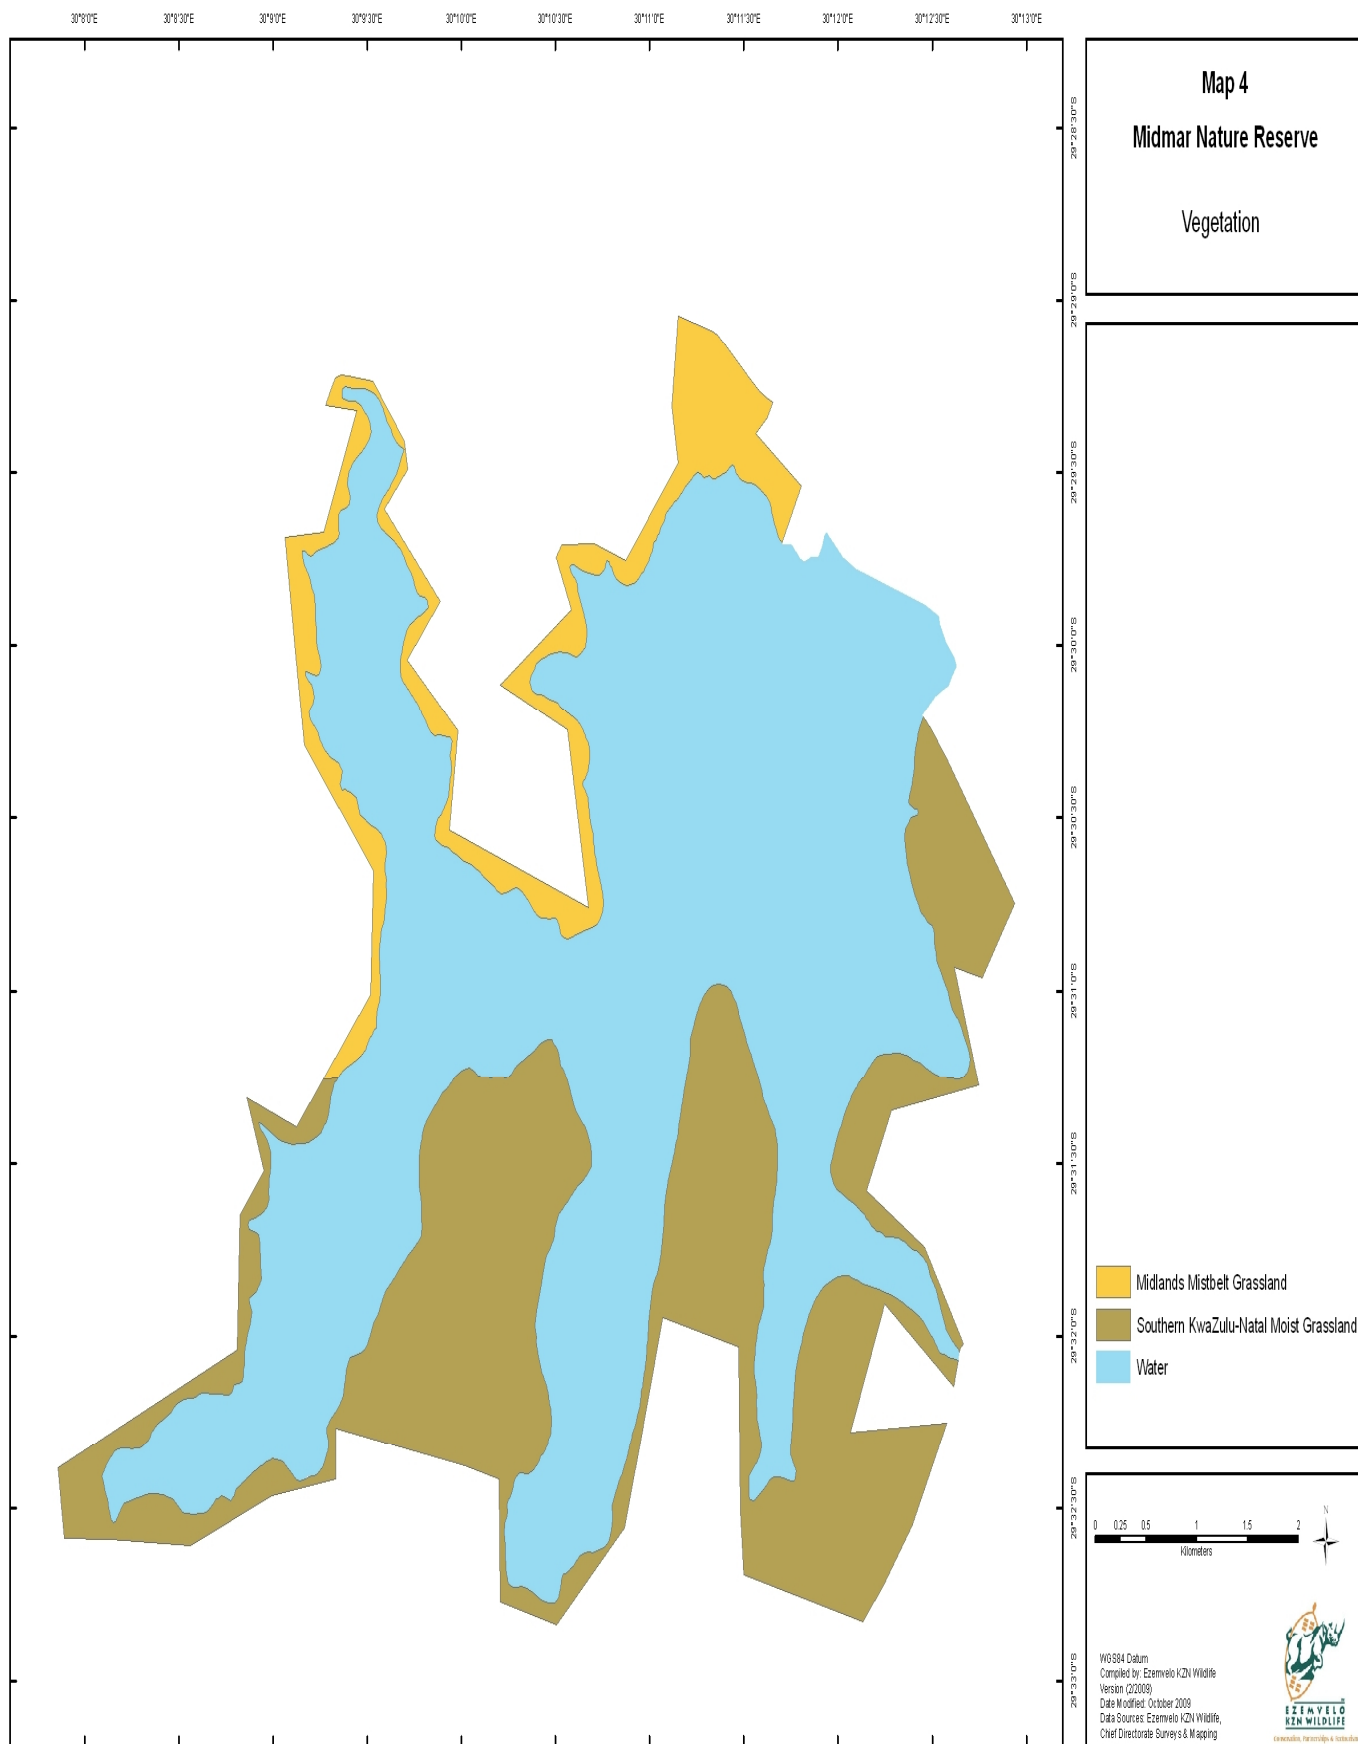 30°8'0"E 30°8'30"E 30°9'0"E 30°9'30"E 30°10'0"E 30°10'30"E 30°11'0"E 30°11'30"E 30°12'0"E 30°12'30"E 30°13'0"E
Map 4
Midmar Nature Reserve
Vegetation
29°28'30"S
29°29'0"S
29°29'30"S
29°30'0"S
29°30'30"S
29°31'0"S
29°31'30"S
29°32'0"S
29°32'30"S
29°33'0"S
Midlands Mistbelt Grassland
Southern KwaZulu-Natal Moist Grassland
Water
N
0 0.25 0.5 1 1.5 2
Kilometers
WGS84 Datum
Compiled by: Ezemvelo KZN Wildlife
Version (2/2009)
Date Modified: October 2009
Data Sources: Ezemvelo KZN Wildlife,
Chief Directorate Surveys & Mapping
EZEMVELO
KZN WILDLIFE
Conservation, Partnerships & Ecotourism